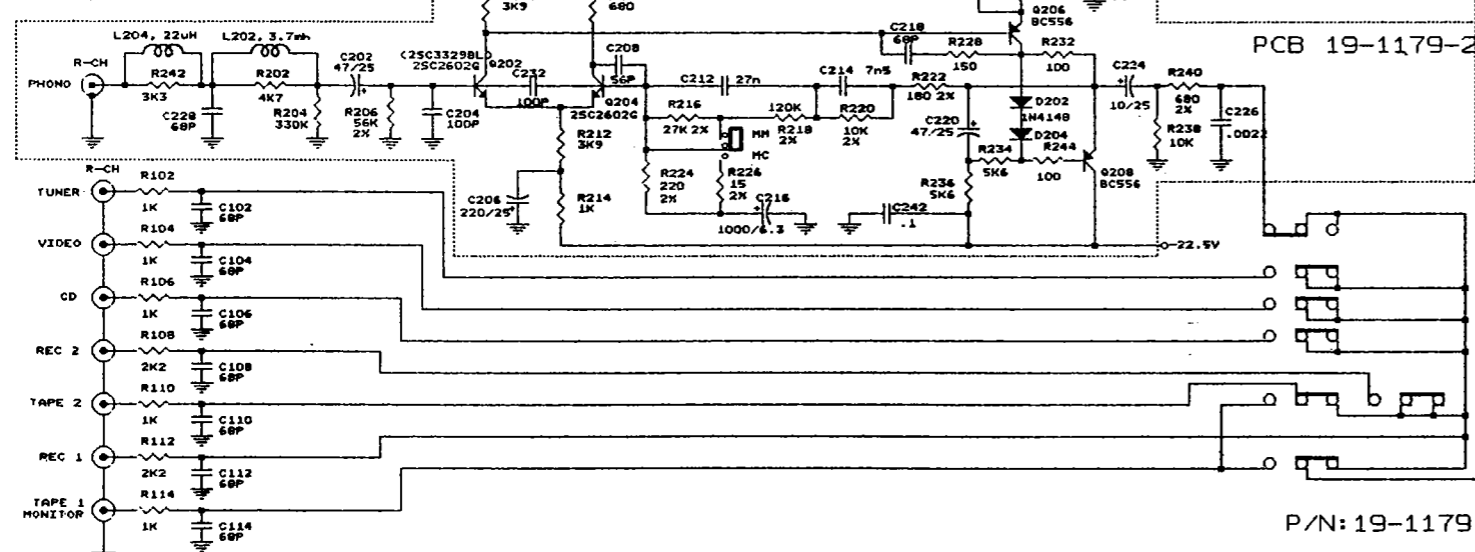 3K9
680
Q206
BC556
L204, 22uH
L202, 3.7mh
C202
47/25
(2SC3329BL)
2SC2602G
Q202
C208
56P
C218
68P
R228
150
R232
100
PCB 19-1179-2
R-CH
PHONO
R242
3K3
C228
68P
R202
4K7
R204
330K
R206
56K
2%
C204
100P
C232
100P
Q204
2SC2602G
C212
27n
C214
7n5
R222
180 2%
C224
10/25
R240
680
2%
R216
27K 2%
120K
R218
2%
R220
10K
2%
C220
47/25
D202
1N4148
D204
R238
10K
C226
.0022
R212
3K9
MM
MC
R234
5K6
R244
100
Q208
BC556
R-CH
R224
220
2%
R226
15
2%
R236
5K6
TUNER
R102
1K
C102
68P
C206
220/25
R214
1K
C216
1000/6.3
C242
.1
VIDEO
R104
1K
C104
68P
-22.5V
CD
R106
1K
C106
68P
REC 2
R108
2K2
C108
68P
TAPE 2
R110
1K
C110
68P
REC 1
R112
2K2
C112
68P
TAPE 1
MONITOR
R114
1K
C114
68P
P/N: 19-1179